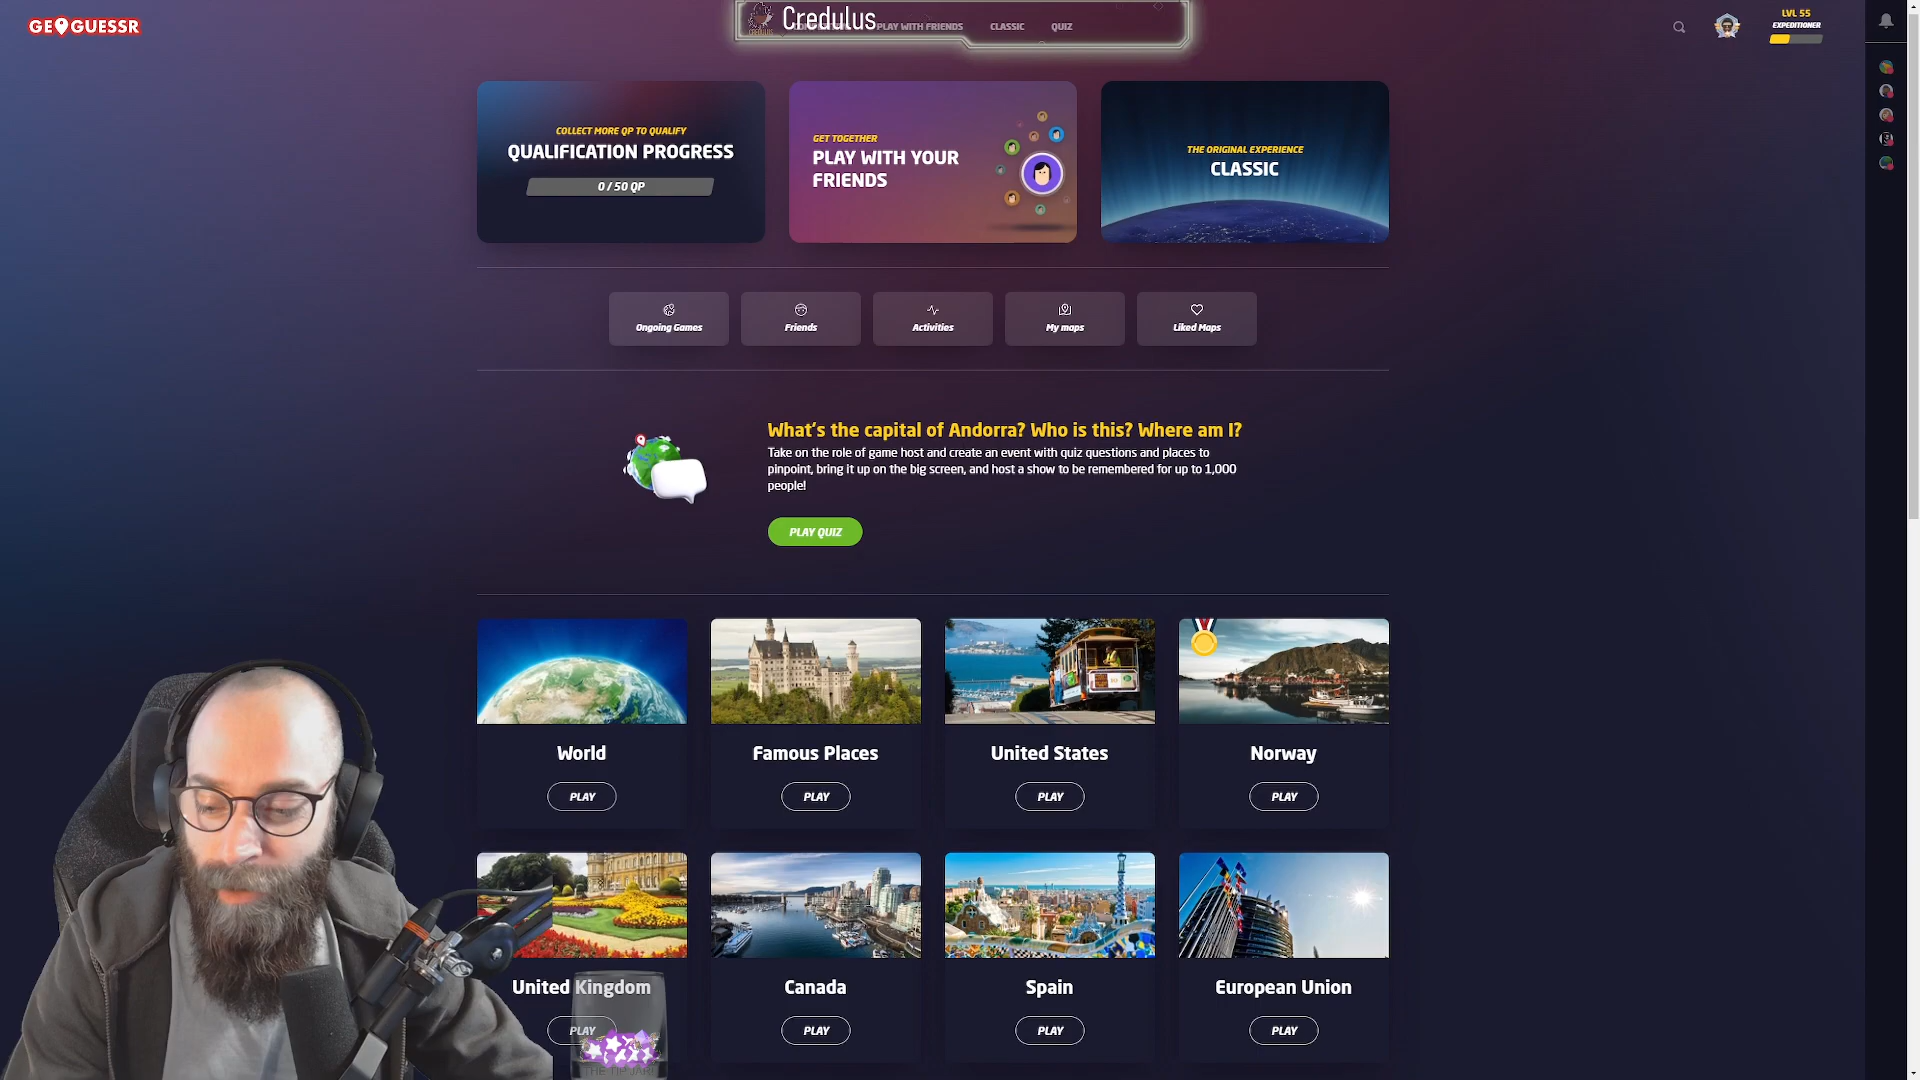 GEOGUESSR
Credulus
PLAY WITH FRIENDS
CLASSIC
QUIZ
LVL 55
EXPEDITIONER
COLLECT MORE QP TO QUALIFY
QUALIFICATION PROGRESS
0 / 50 QP
GET TOGETHER
PLAY WITH YOUR
FRIENDS
THE ORIGINAL EXPERIENCE
CLASSIC
Ongoing Games
Friends
Activities
My maps
Liked Maps
What's the capital of Andorra? Who is this? Where am I?
Take on the role of game host and create an event with quiz questions and places to
pinpoint, bring it up on the big screen, and host a show to be remembered for up to 1,000
people!
PLAY QUIZ
World
Famous Places
United States
Norway
PLAY
PLAY
PLAY
PLAY
United Kingdom
Canada
Spain
European Union
PLAY
PLAY
PLAY
PLAY
THE TIP JAR